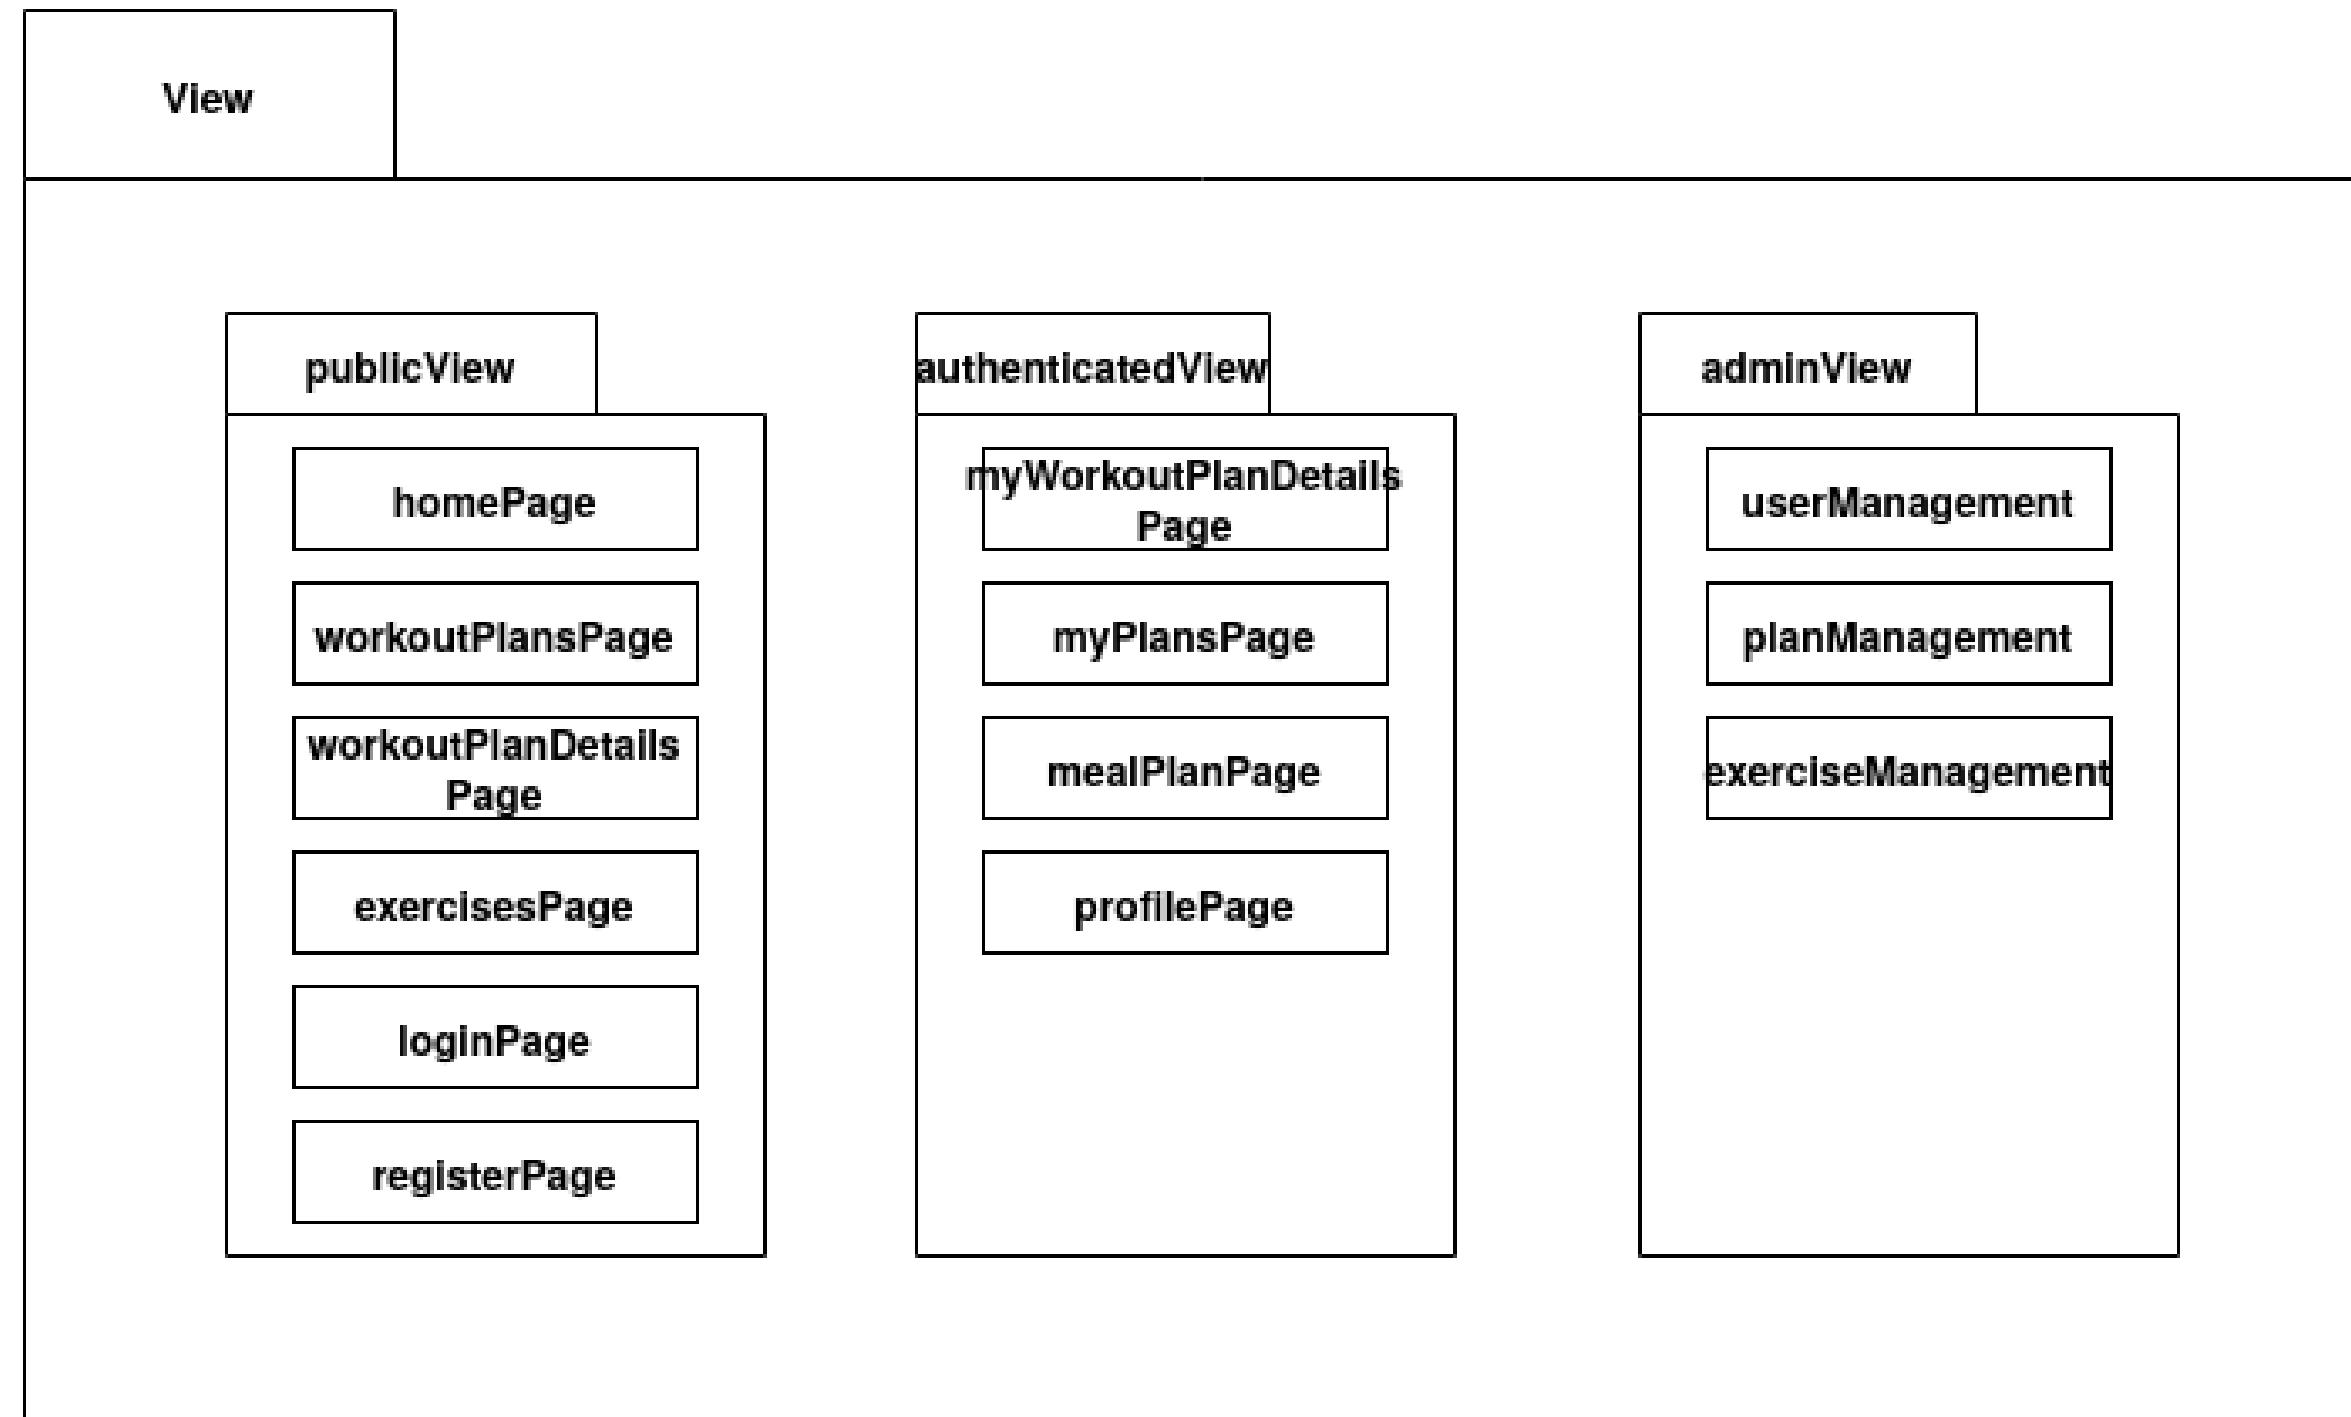 View
publicView
homePage
workoutPlansPage
workoutPlanDetails
Page
exercisesPage
loginPage
registerPage
authenticatedView
myWorkoutPlanDetails
Page
myPlansPage
mealPlanPage
profilePage
adminView
userManagement
planManagement
exerciseManagement